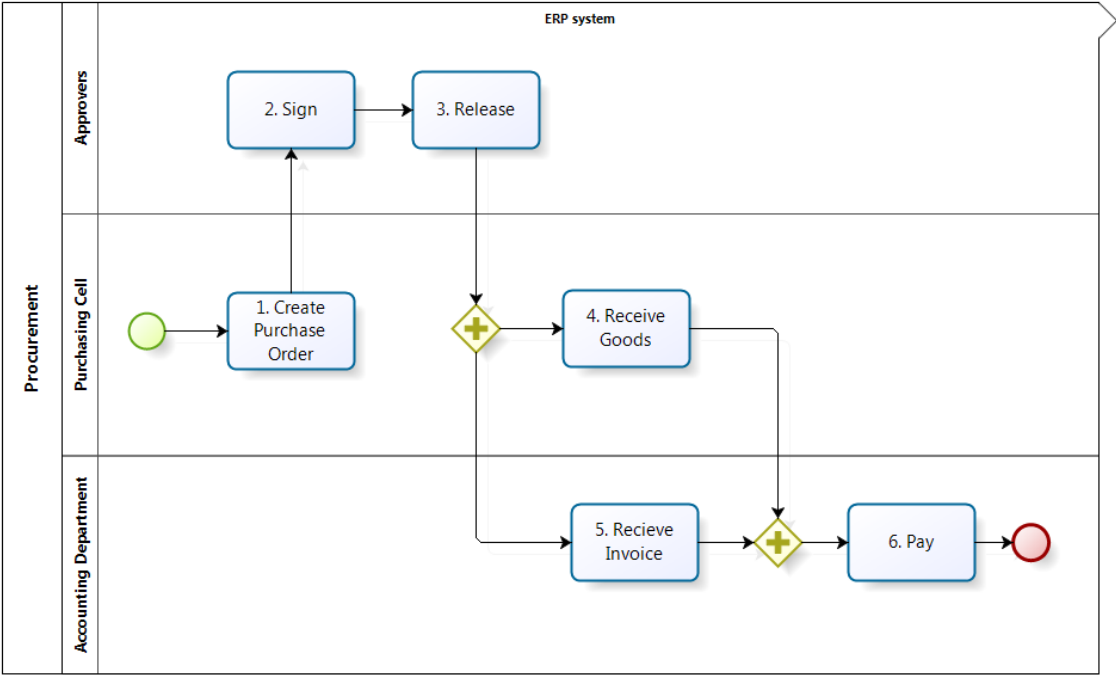 ERP system
Procurement
Approvers
2. Sign
3. Release
Purchasing Cell
1. Create
Purchase
Order
4. Receive
Goods
Accounting Department
5. Recieve
Invoice
6. Pay